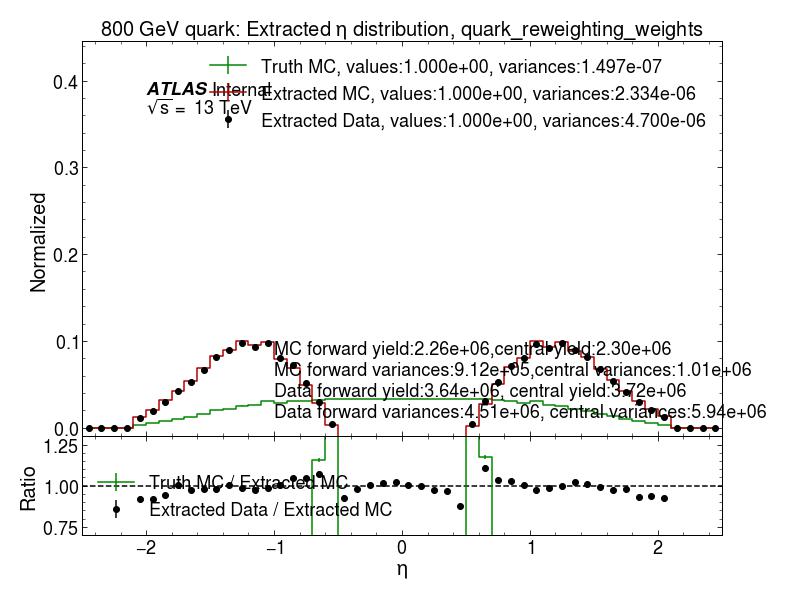 800 GeV quark: Extracted η distribution, quark_reweighting_weights
Truth MC, values:1.000e+00, variances:1.497e-07
ATLAS Internal
Extracted MC, values:1.000e+00, variances:2.334e-06
√s = 13 TeV
Extracted Data, values:1.000e+00, variances:4.700e-06
Normalized
0.4
0.3
0.2
0.1
0.0
MC forward yield:2.26e+06,central yield:2.30e+06
MC forward variances:9.12e+05,central variances:1.01e+06
Data forward yield:3.64e+06, central yield:3.72e+06
Data forward variances:4.51e+06, central variances:5.94e+06
Ratio
1.25
1.00
0.75
Truth MC / Extracted MC
Extracted Data / Extracted MC
−2 −1 0 1 2
η